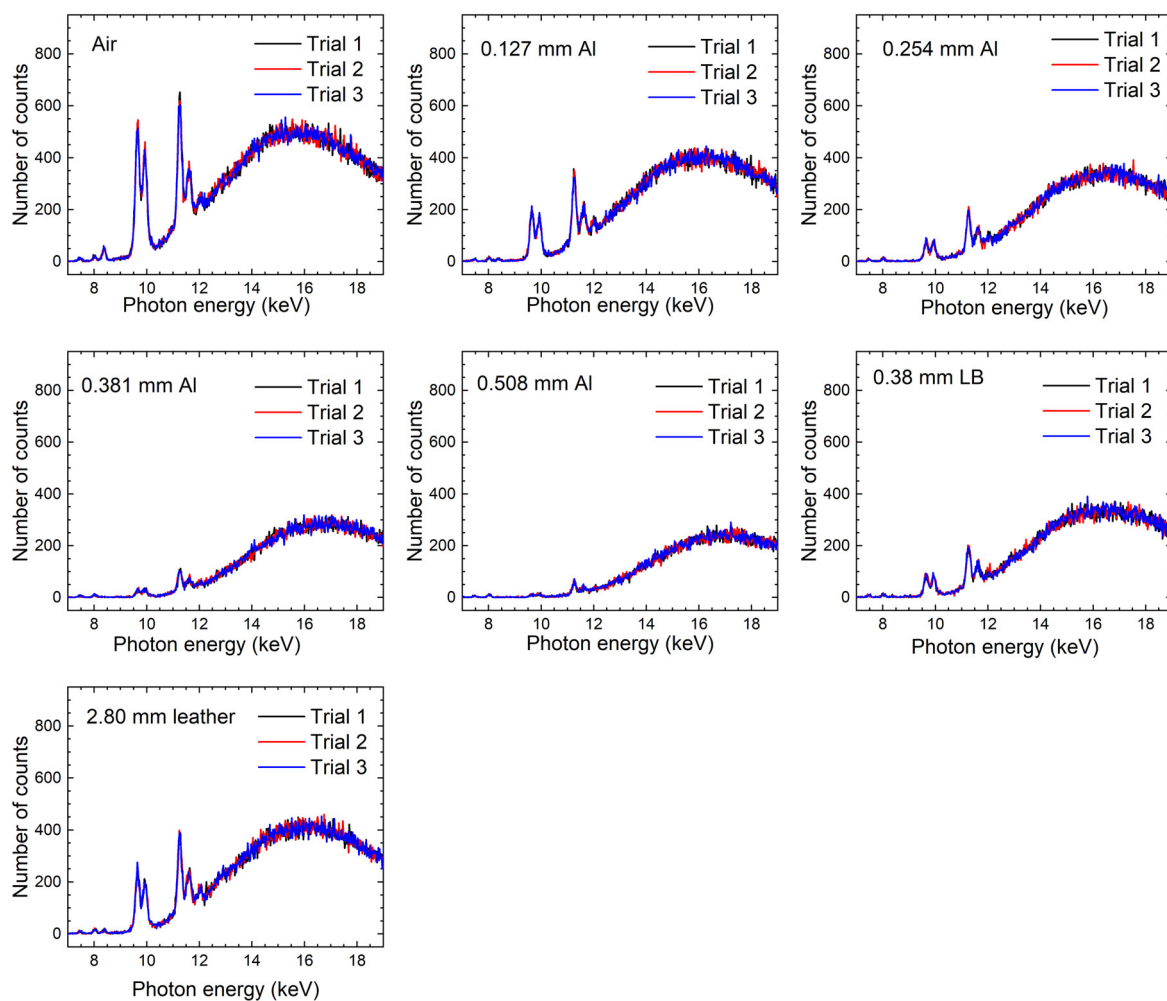 Air
Trial 1
Trial 2
Trial 3
800
600
400
200
0
8 10 12 14 16 18
Number of counts
Photon energy (keV)
0.127 mm Al
Trial 1
Trial 2
Trial 3
800
600
400
200
0
8 10 12 14 16 18
Number of counts
Photon energy (keV)
0.254 mm Al
Trial 1
Trial 2
Trial 3
800
600
400
200
0
8 10 12 14 16 18
Number of counts
Photon energy (keV)
0.381 mm Al
Trial 1
Trial 2
Trial 3
800
600
400
200
0
8 10 12 14 16 18
Number of counts
Photon energy (keV)
0.508 mm Al
Trial 1
Trial 2
Trial 3
800
600
400
200
0
8 10 12 14 16 18
Number of counts
Photon energy (keV)
0.38 mm LB
Trial 1
Trial 2
Trial 3
800
600
400
200
0
8 10 12 14 16 18
Number of counts
Photon energy (keV)
2.80 mm leather
Trial 1
Trial 2
Trial 3
800
600
400
200
0
8 10 12 14 16 18
Number of counts
Photon energy (keV)